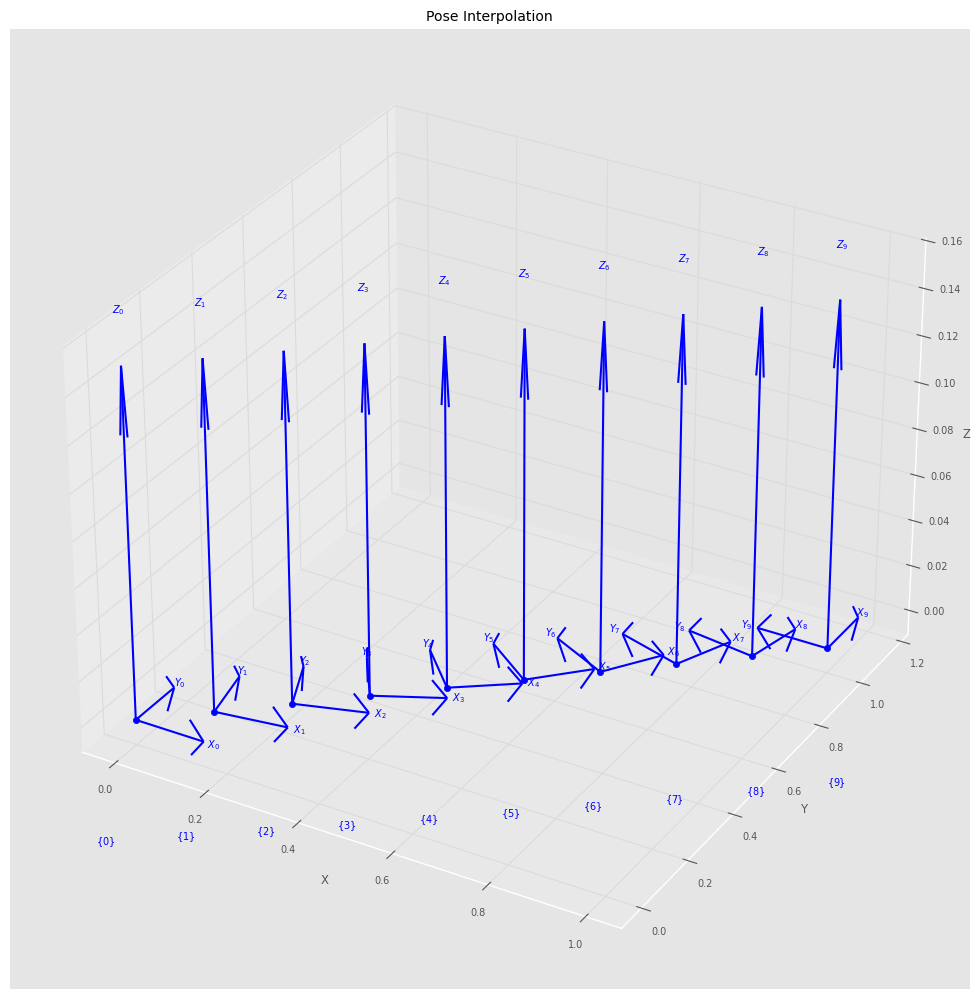 Pose Interpolation
Z₀ Z₁ Z₂ Z₃ Z₄ Z₅ Z₆ Z₇ Z₈ Z₉
0.16
0.14
0.12
0.10
0.08
0.06
0.04
0.02
0.00
Z
Y₀ Y₁ Y₂ Y₄ Y₅ Y₆ Y₇ Y₈ Y₉
X₀ X₁ X₂ X₃ X₄ X₅ X₆ X₇ X₈ X₉
{0} {1} {2} {3} {4} {5} {6} {7} {8} {9}
0.0 0.2 0.4 0.6 0.8 1.0
X
0.0 0.2 0.4 0.6 0.8 1.0 1.2
Y